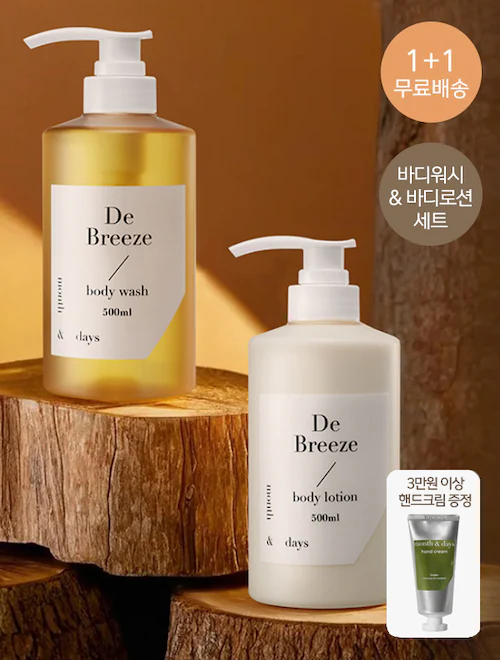 1+1
무료배송
바디워시
& 바디로션
세트
De
Breeze
body wash
500ml
month
& days
De
Breeze
body lotion
500ml
month
& days
3만원 이상
핸드크림 증정
month & days
hand cream